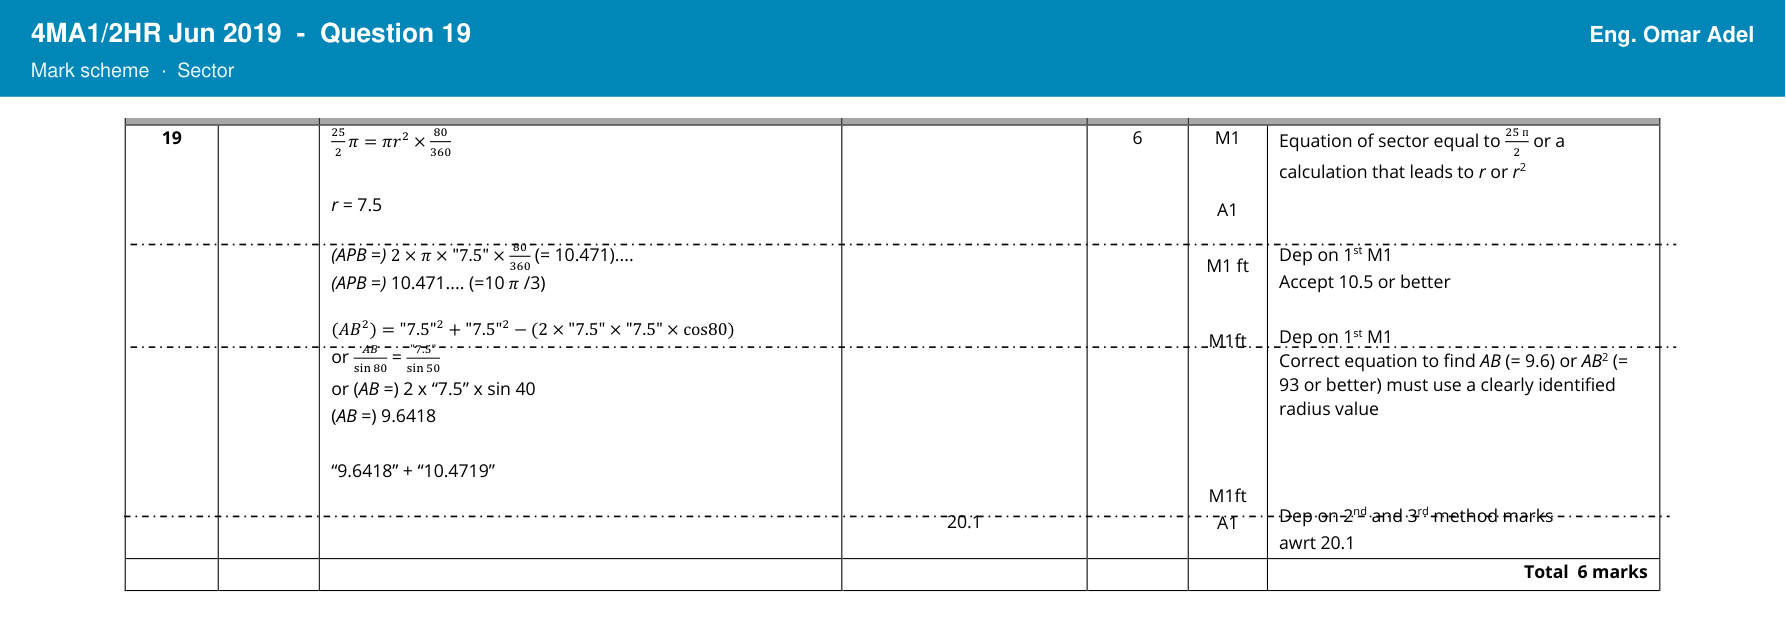 4MA1/2HR Jun 2019 - Question 19
Eng. Omar Adel
Mark scheme · Sector
19
25/2 π = πr² × 80/360
6
M1
Equation of sector equal to 25 π/2 or a
calculation that leads to r or r²
r = 7.5
A1
(APB =) 2 × π × "7.5" × 80/360 (= 10.471)....
M1 ft
Dep on 1st M1
(APB =) 10.471.... (=10 π /3)
Accept 10.5 or better
(AB²) = "7.5"² + "7.5"² − (2 × "7.5" × "7.5" × cos80)
M1ft
Dep on 1st M1
or AB/sin 80 = "7.5"/sin 50
Correct equation to find AB (= 9.6) or AB² (=
93 or better) must use a clearly identified
radius value
or (AB =) 2 x “7.5” x sin 40
(AB =) 9.6418
“9.6418” + “10.4719”
M1ft
Dep on 2nd and 3rd method marks
20.1
A1
awrt 20.1
Total 6 marks